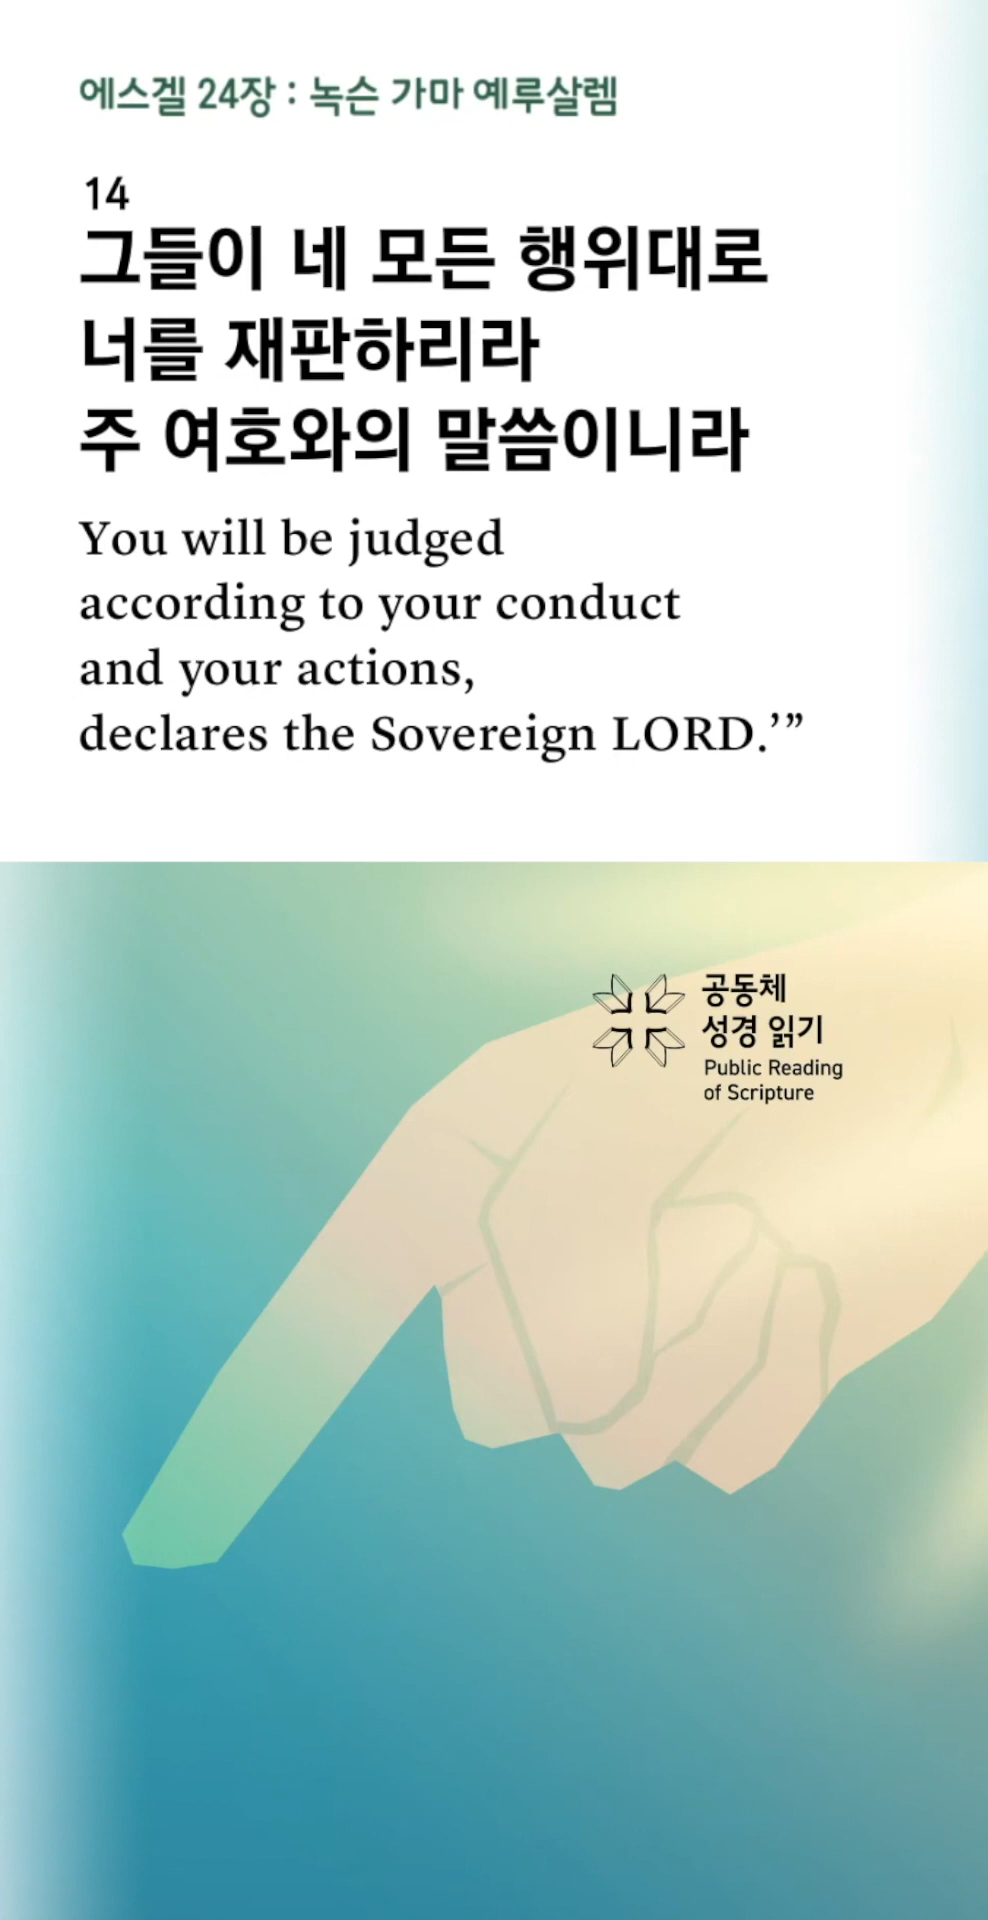 에스겔 24장 : 녹슨 가마 예루살렘
14
그들이 네 모든 행위대로
너를 재판하리라
주 여호와의 말씀이니라
You will be judged
according to your conduct
and your actions,
declares the Sovereign LORD.’”
공동체
성경 읽기
Public Reading
of Scripture